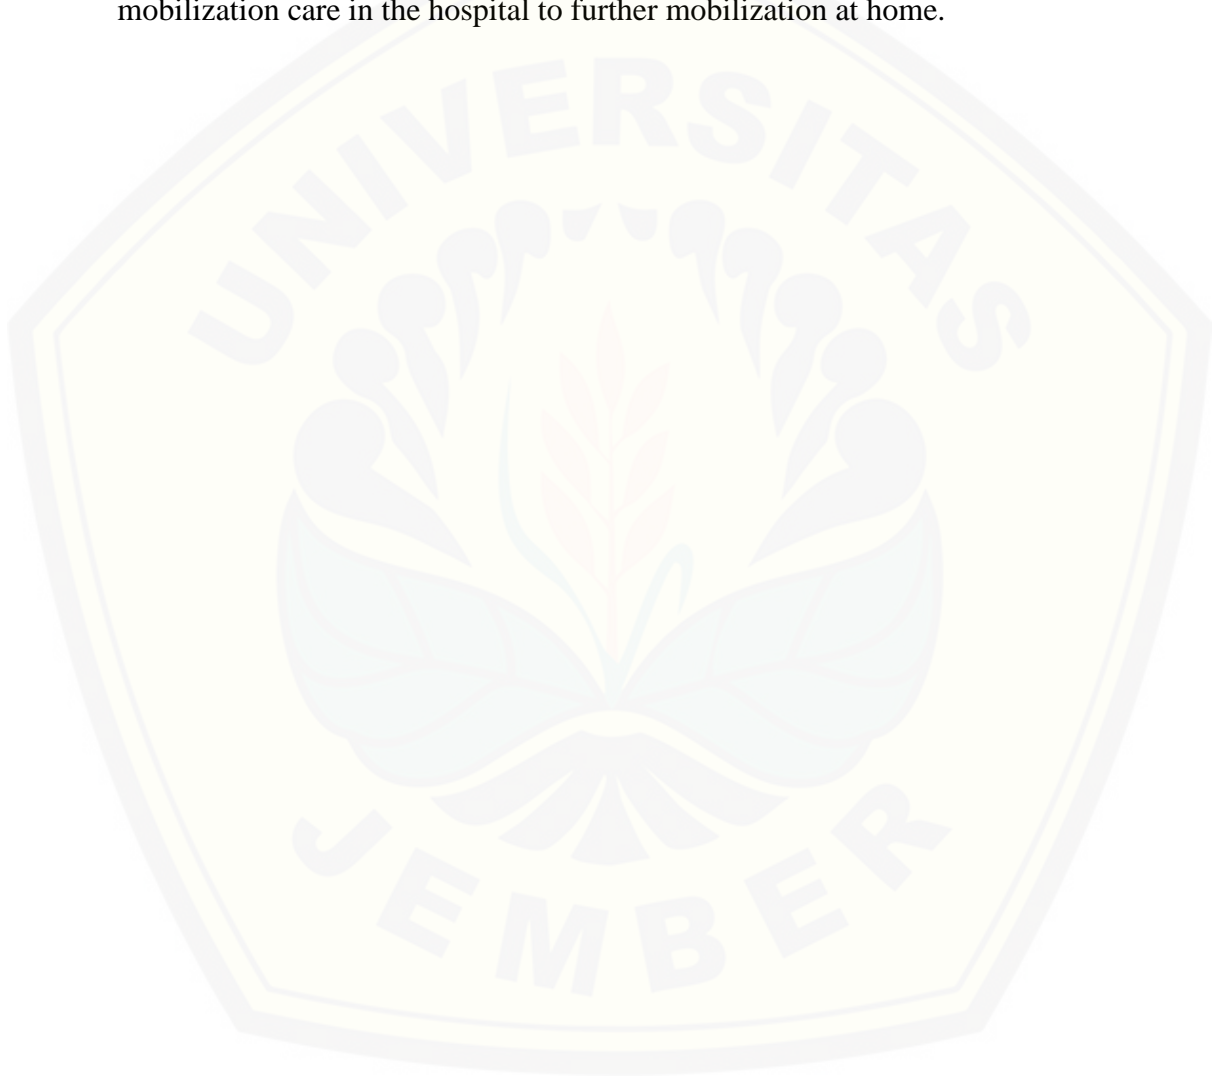 mobilization care in the hospital to further mobilization at home.
UNIVERSITAS
JEMBER